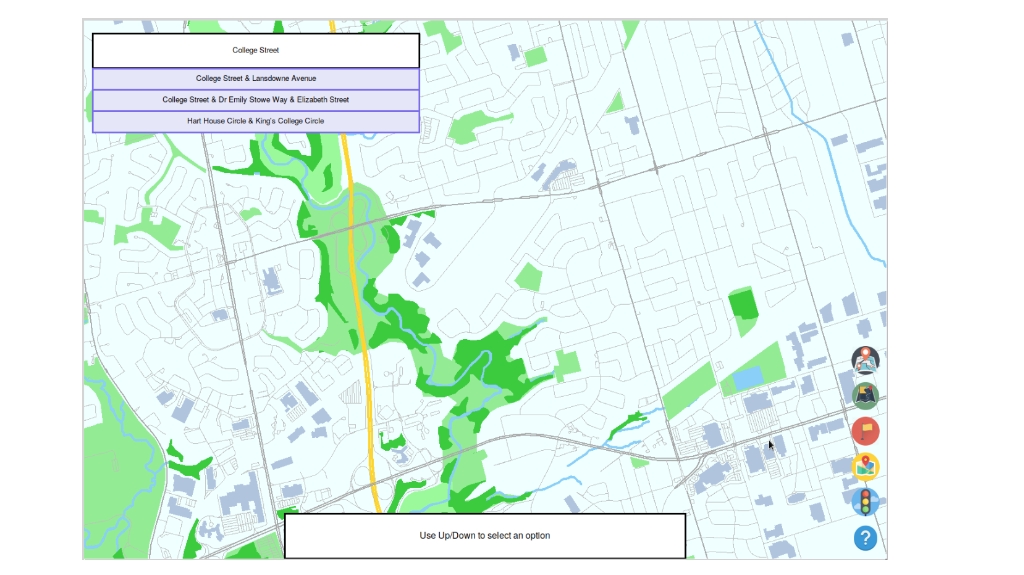 College Street
College Street & Lansdowne Avenue
College Street & Dr Emily Stowe Way & Elizabeth Street
Hart House Circle & King's College Circle
?
Use Up/Down to select an option